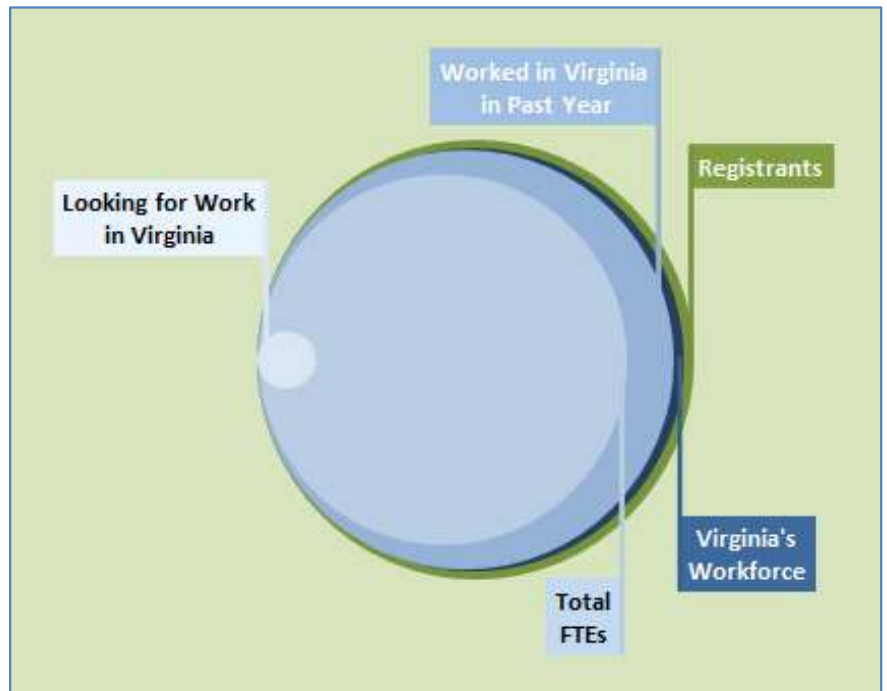 Worked in Virginia
in Past Year
Registrants
Looking for Work
in Virginia
Virginia's
Workforce
Total
FTEs